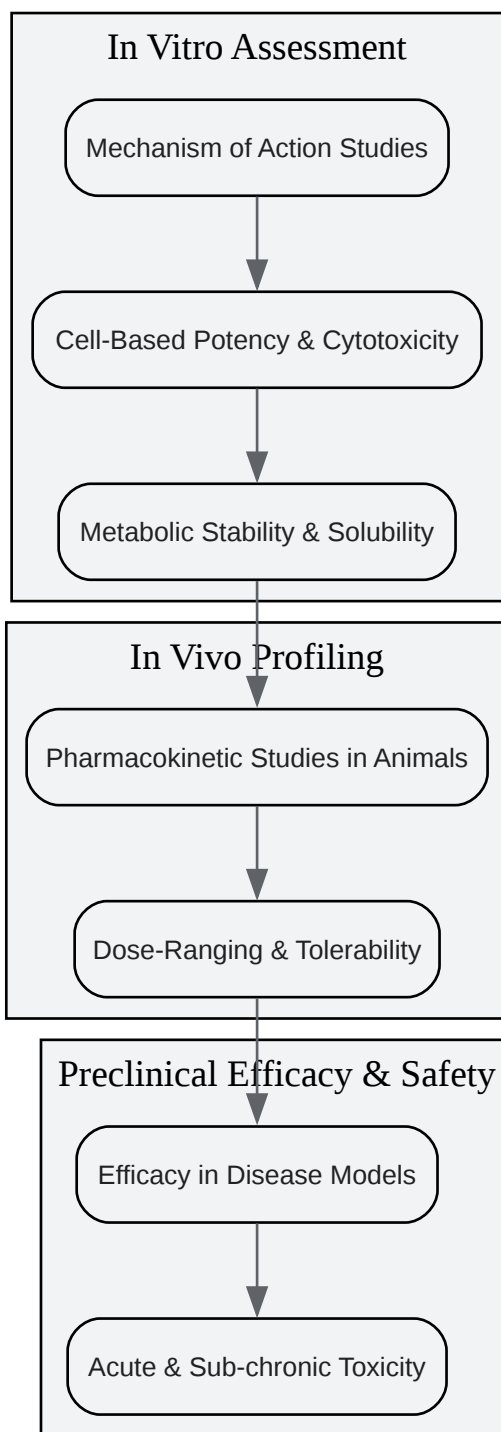 In Vitro Assessment
Mechanism of Action Studies
Cell-Based Potency & Cytotoxicity
Metabolic Stability & Solubility
In Vivo Profiling
Pharmacokinetic Studies in Animals
Dose-Ranging & Tolerability
Preclinical Efficacy & Safety
Efficacy in Disease Models
Acute & Sub-chronic Toxicity